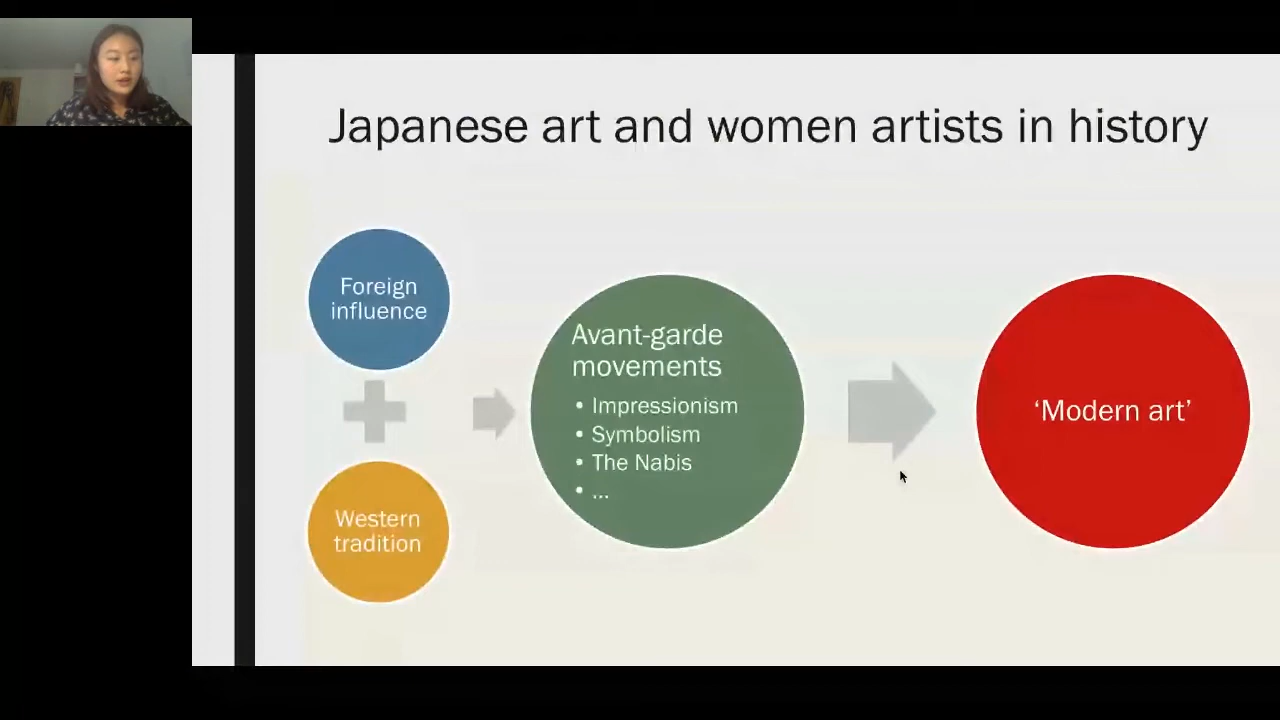 Japanese art and women artists in history
Foreign
influence
Western
tradition
Avant-garde
movements
• Impressionism
• Symbolism
• The Nabis
• ...
‘Modern art’